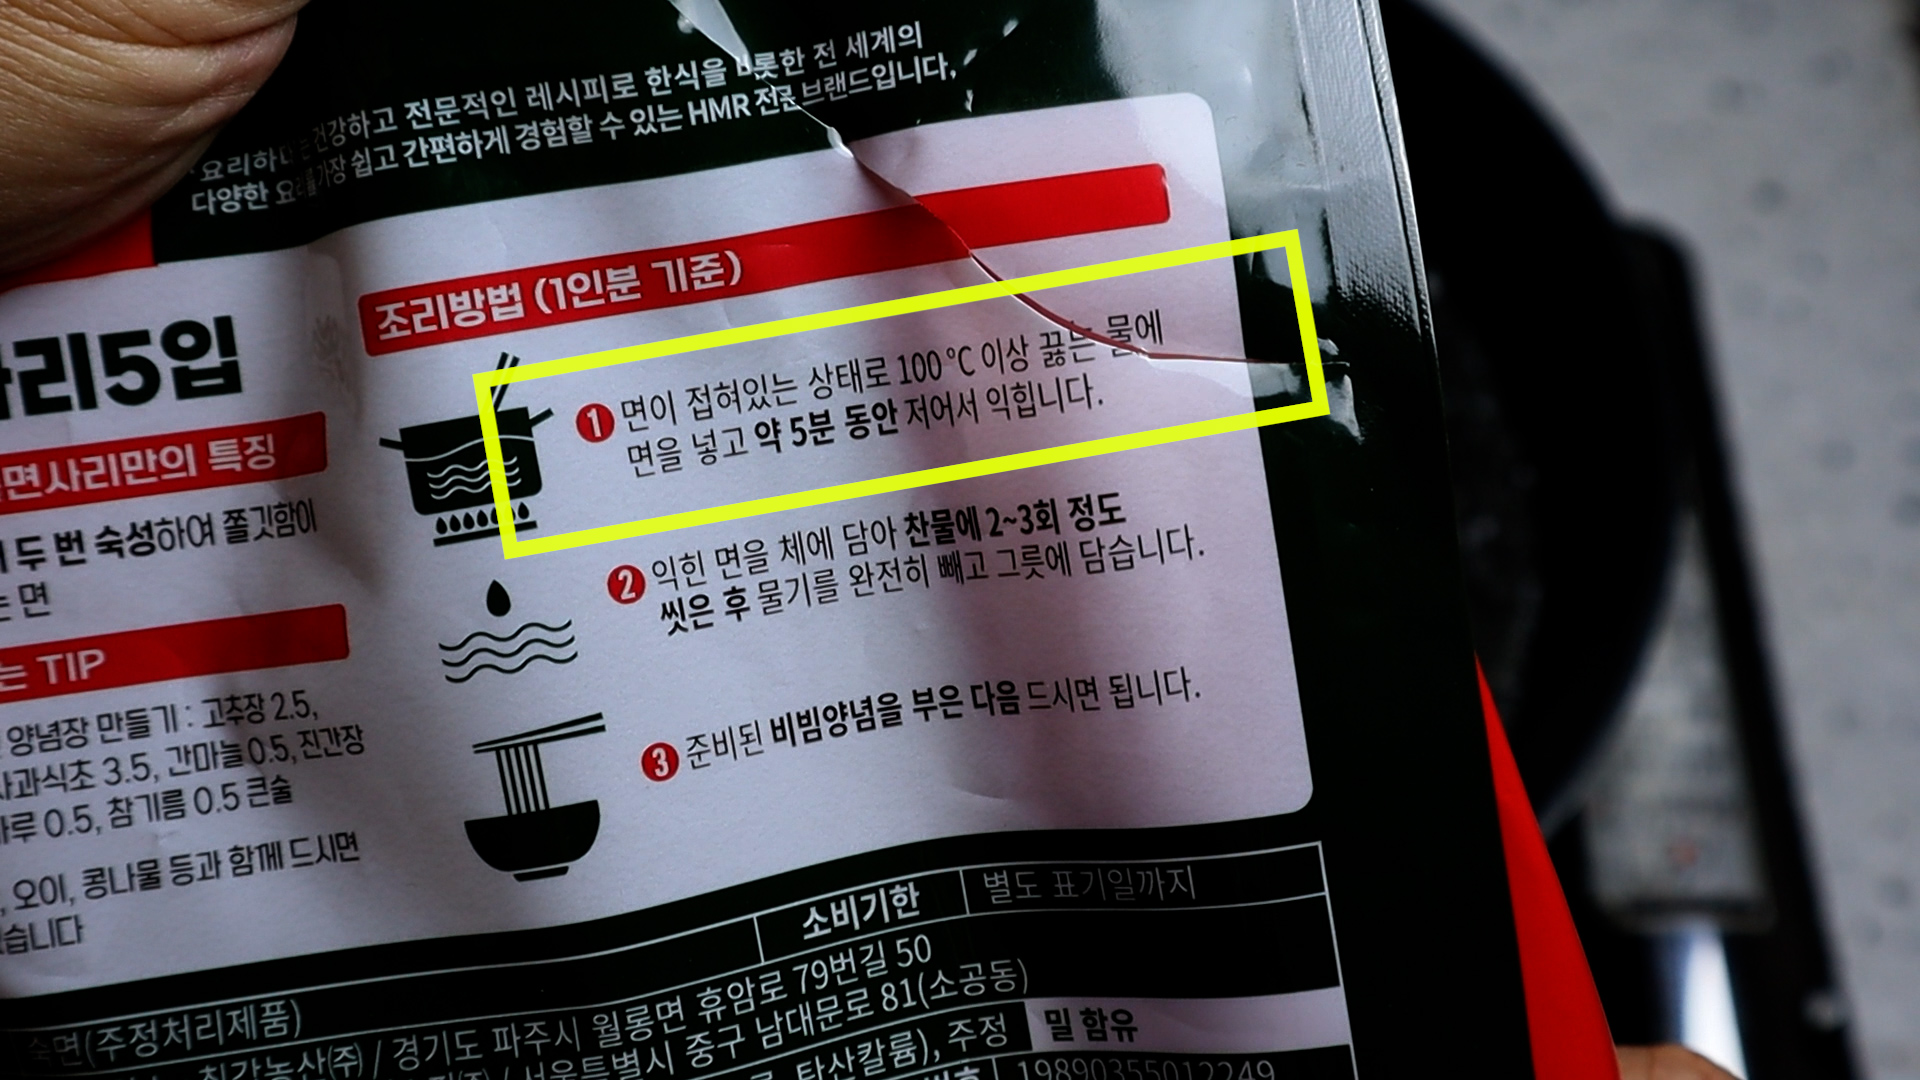 요리하다는 건강하고 전문적인 레시피로 한식을 비롯한 전 세계의
다양한 요리를 가장 쉽고 간편하게 경험할 수 있는 HMR 전문 브랜드입니다.
리5입
면사리만의 특징
두 번 숙성하여 쫄깃함이
는 면
는 TIP
양념장 만들기 : 고추장 2.5,
사과식초 3.5, 간마늘 0.5, 진간장
0.5, 참기름 0.5 큰술
, 오이, 콩나물 등과 함께 드시면
습니다
조리방법 (1인분 기준)
1 면이 접혀있는 상태로 100 ℃ 이상 끓는 물에
면을 넣고 약 5분 동안 저어서 익힙니다.
2 익힌 면을 체에 담아 찬물에 2~3회 정도
씻은 후 물기를 완전히 빼고 그릇에 담습니다.
3 준비된 비빔양념을 부은 다음 드시면 됩니다.
소비기한 별도 표기일까지
숙면(주정처리제품)
칠갑농산㈜ / 경기도 파주시 월롱면 휴암로 79번길 50
/ 서울특별시 중구 남대문로 81(소공동)
탄산칼륨), 주정 밀 함유
19890355012249